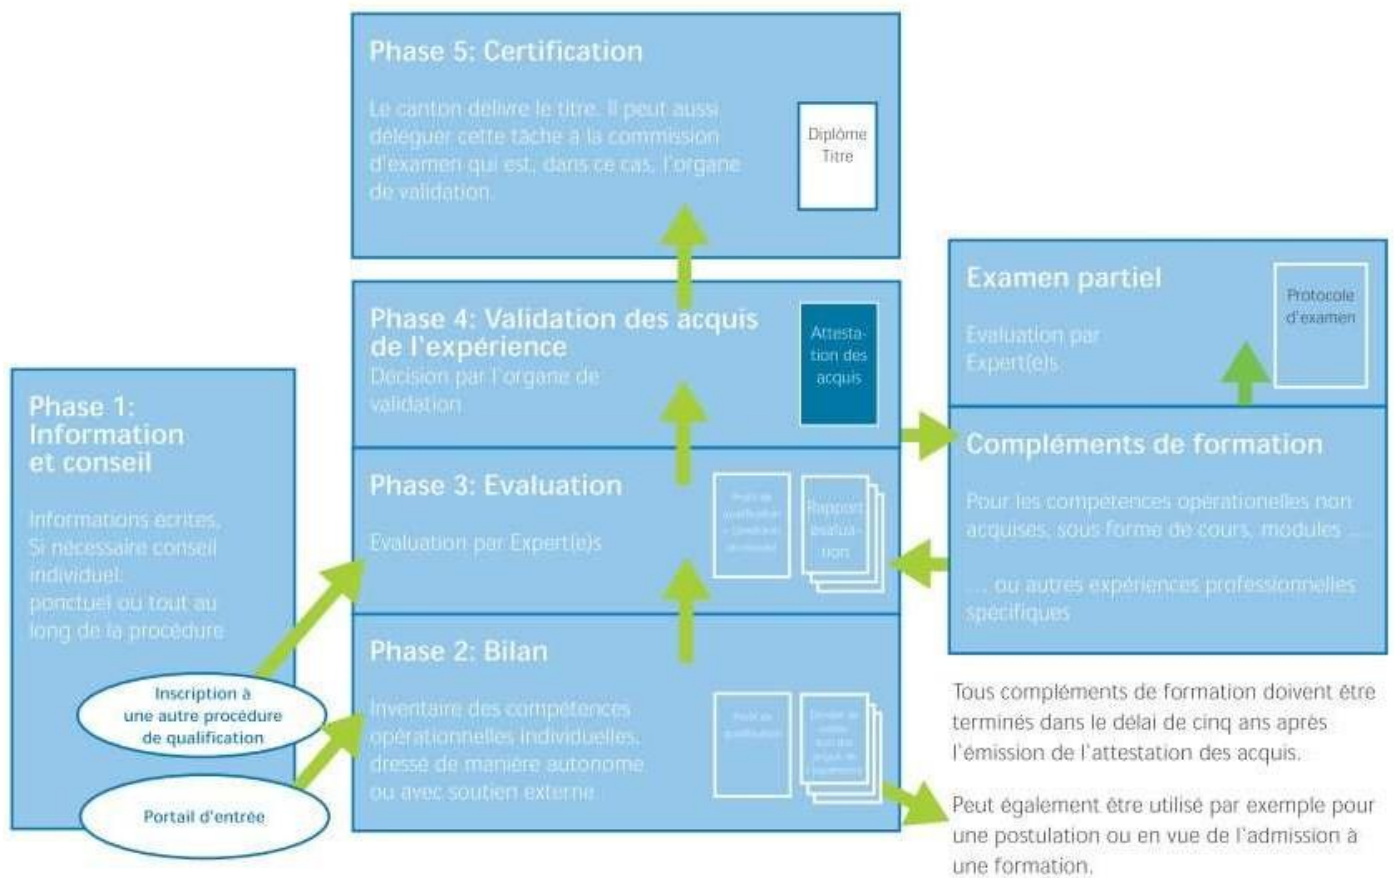 Phase 5: Certification
Le canton délivre le titre. Il peut aussi
déléguer cette tâche à la commission
d'examen qui est, dans ce cas, l'organe
de validation.
Diplôme
Titre
Phase 4: Validation des acquis
de l'expérience
Décision par l'organe de
validation
Attesta-
tion des
acquis
Phase 3: Evaluation
Evaluation par Expert(e)s
Profil de
qualification
Rapport
Phase 2: Bilan
Inventaire des compétences
opérationnelles individuelles,
dressé de manière autonome
ou avec soutien externe
Profil de
qualification
Phase 1:
Information
et conseil
Informations écrites,
Si nécessaire conseil
individuel:
ponctuel ou tout au
long de la procédure
Inscription à
une autre procédure
de qualification
Portail d'entrée
Examen partiel
Evaluation par
Expert(e)s
Protocole
d'examen
Compléments de formation
Pour les compétences opérationelles non
acquises, sous forme de cours, modules ....
.... ou autres expériences professionnelles
spécifiques
Tous compléments de formation doivent être
terminés dans le délai de cinq ans après
l'émission de l'attestation des acquis.
Peut également être utilisé par exemple pour
une postulation ou en vue de l'admission à
une formation.